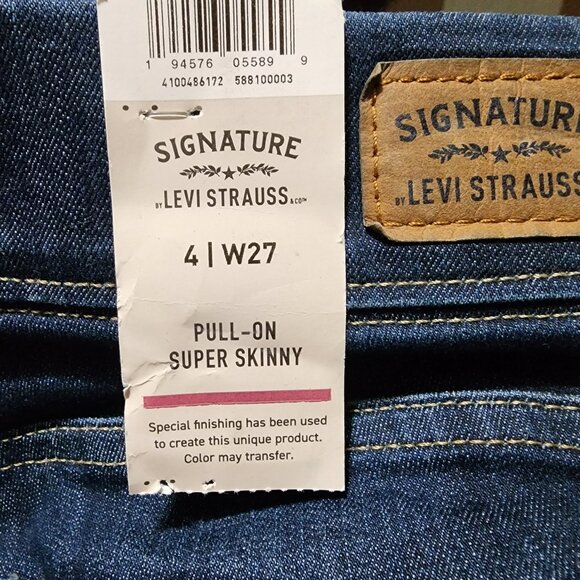 1 94576 05589 9
4100486172 588100003
SIGNATURE
BY LEVI STRAUSS & CO™
4 | W27
PULL-ON
SUPER SKINNY
Special finishing has been used
to create this unique product.
Color may transfer.
SIGNATURE
BY LEVI STRAUSS